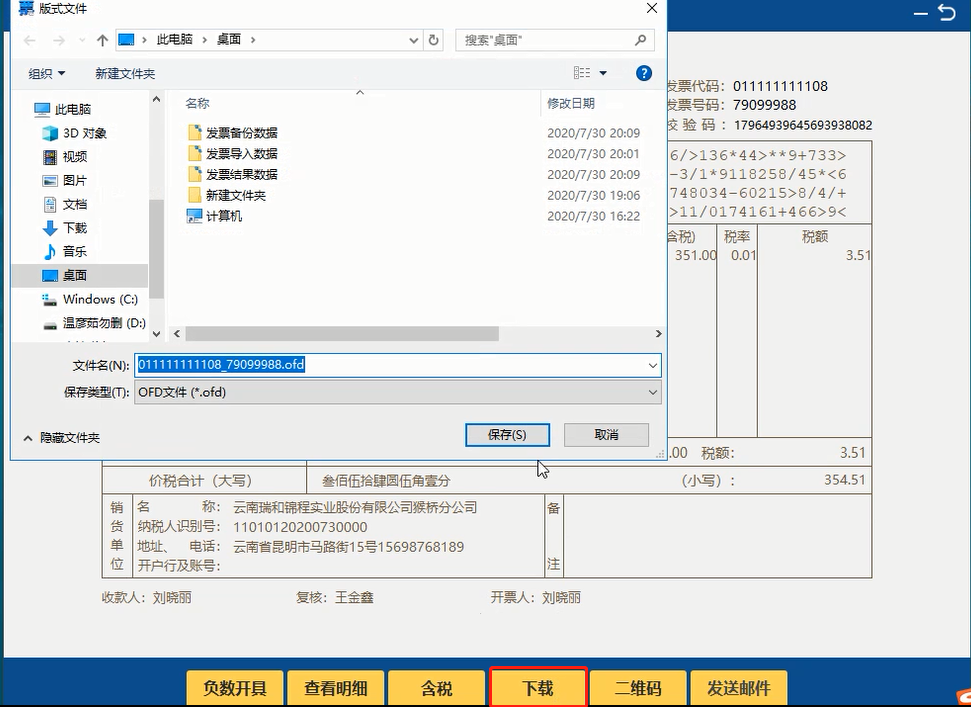 版式文件
此电脑 > 桌面 >
搜索"桌面"
组织
新建文件夹
此电脑
3D 对象
视频
图片
文档
下载
音乐
桌面
Windows (C:)
温彦茹勿删 (D:)
名称 修改日期
发票备份数据 2020/7/30 20:09
发票导入数据 2020/7/30 20:01
发票结果数据 2020/7/30 20:09
新建文件夹 2020/7/30 19:06
计算机 2020/7/30 16:22
文件名(N): 011111111108_79099988.ofd
保存类型(T): OFD文件 (*.ofd)
隐藏文件夹
保存(S)
取消
发票代码: 011111111108
发票号码: 79099988
校 验 码: 17964939645693938082
6/>136*44>**9+733>
-3/1*9118258/45*<6
748034-60215>8/4/+
>11/0174161+466>9<
含税) 税率 税额
351.00 0.01 3.51
.00 税额: 3.51
价税合计（大写） 叁佰伍拾肆圆伍角壹分 （小写）: 354.51
销货单位
名 称: 云南瑞和锦程实业股份有限公司猴桥分公司
纳税人识别号: 11010120200730000
地址、 电话: 云南省昆明市马路街15号15698768189
开户行及账号:
备注
收款人: 刘晓丽 复核: 王金鑫 开票人: 刘晓丽
负数开具
查看明细
含税
下载
二维码
发送邮件